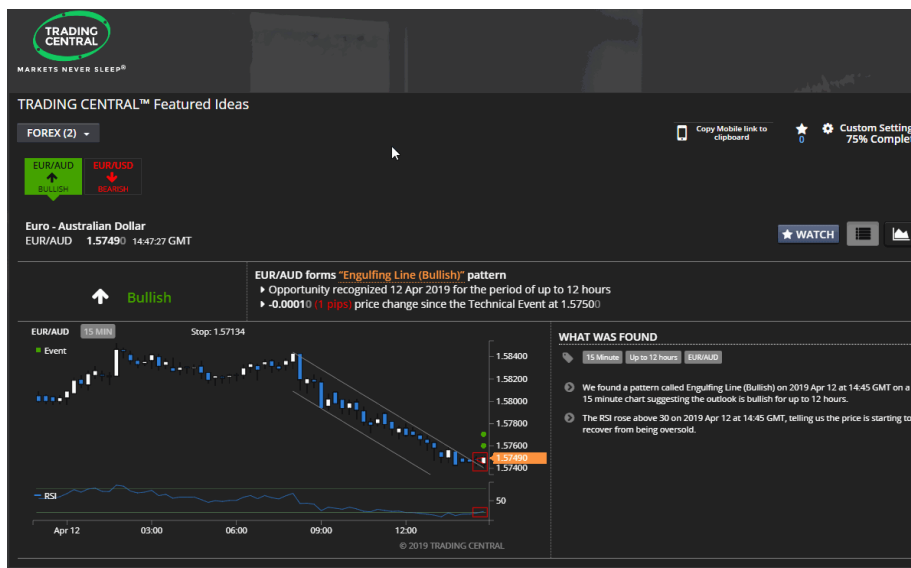 TRADING
CENTRAL
MARKETS NEVER SLEEP®
TRADING CENTRAL™ Featured Ideas
FOREX (2)
Copy Mobile link to
clipboard
0
Custom Setting
75% Complet
EUR/AUD
BULLISH
EUR/USD
BEARISH
Euro - Australian Dollar
EUR/AUD 1.57490 14:47:27 GMT
WATCH
Bullish
EUR/AUD forms "Engulfing Line (Bullish)" pattern
Opportunity recognized 12 Apr 2019 for the period of up to 12 hours
-0.00010 (1 pips) price change since the Technical Event at 1.57500
EUR/AUD 15 MIN Stop: 1.57134
Event
1.58400
1.58200
1.58000
1.57800
1.57600
1.57490
1.57400
RSI
50
Apr 12 03:00 06:00 09:00 12:00
© 2019 TRADING CENTRAL
WHAT WAS FOUND
15 Minute Up to 12 hours EUR/AUD
We found a pattern called Engulfing Line (Bullish) on 2019 Apr 12 at 14:45 GMT on a
15 minute chart suggesting the outlook is bullish for up to 12 hours.
The RSI rose above 30 on 2019 Apr 12 at 14:45 GMT, telling us the price is starting to
recover from being oversold.